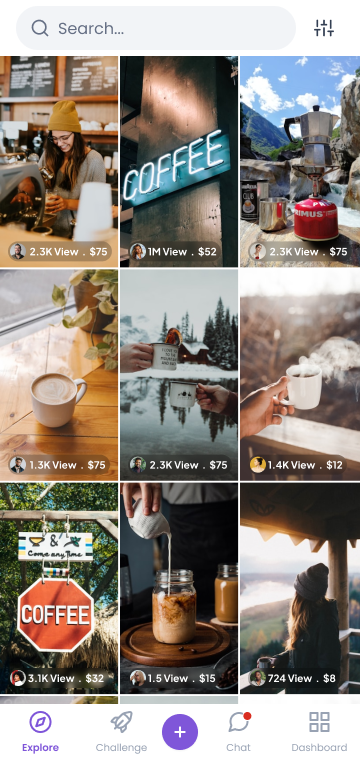 Search...
COFFEE
PRIMUS
2.3K View . $75
1M View . $52
2.3K View . $75
1.3K View . $75
2.3K View . $75
1.4K View . $12
&
Come any Time
COFFEE
3.1K View . $32
1.5 View . $15
724 View . $8
Explore
Challenge
+
Chat
Dashboard